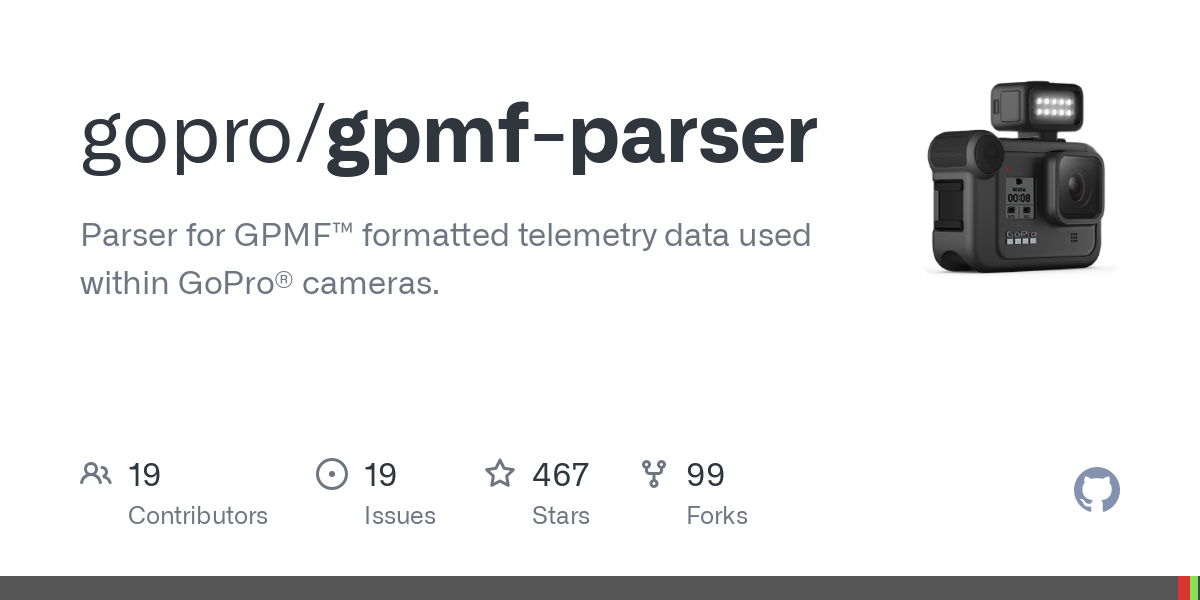 gopro/gpmf-parser
Parser for GPMF™ formatted telemetry data used
within GoPro® cameras.
00:08
GoPro
19
Contributors
19
Issues
467
Stars
99
Forks